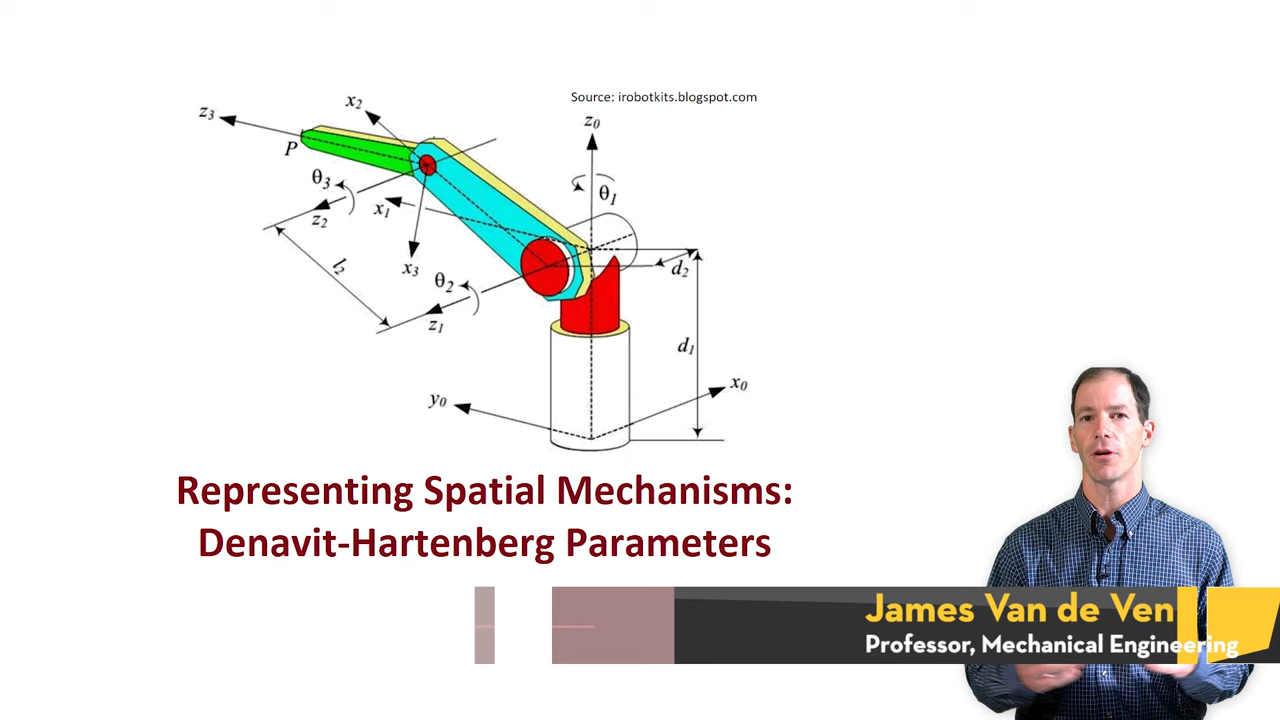 Source: irobotkits.blogspot.com
z3
x2
z0
P
θ3
θ1
x1
z2
l2
x3
θ2
d2
z1
d1
y0
x0
Representing Spatial Mechanisms:
Denavit-Hartenberg Parameters
James Van de Ven
Professor, Mechanical Engineering